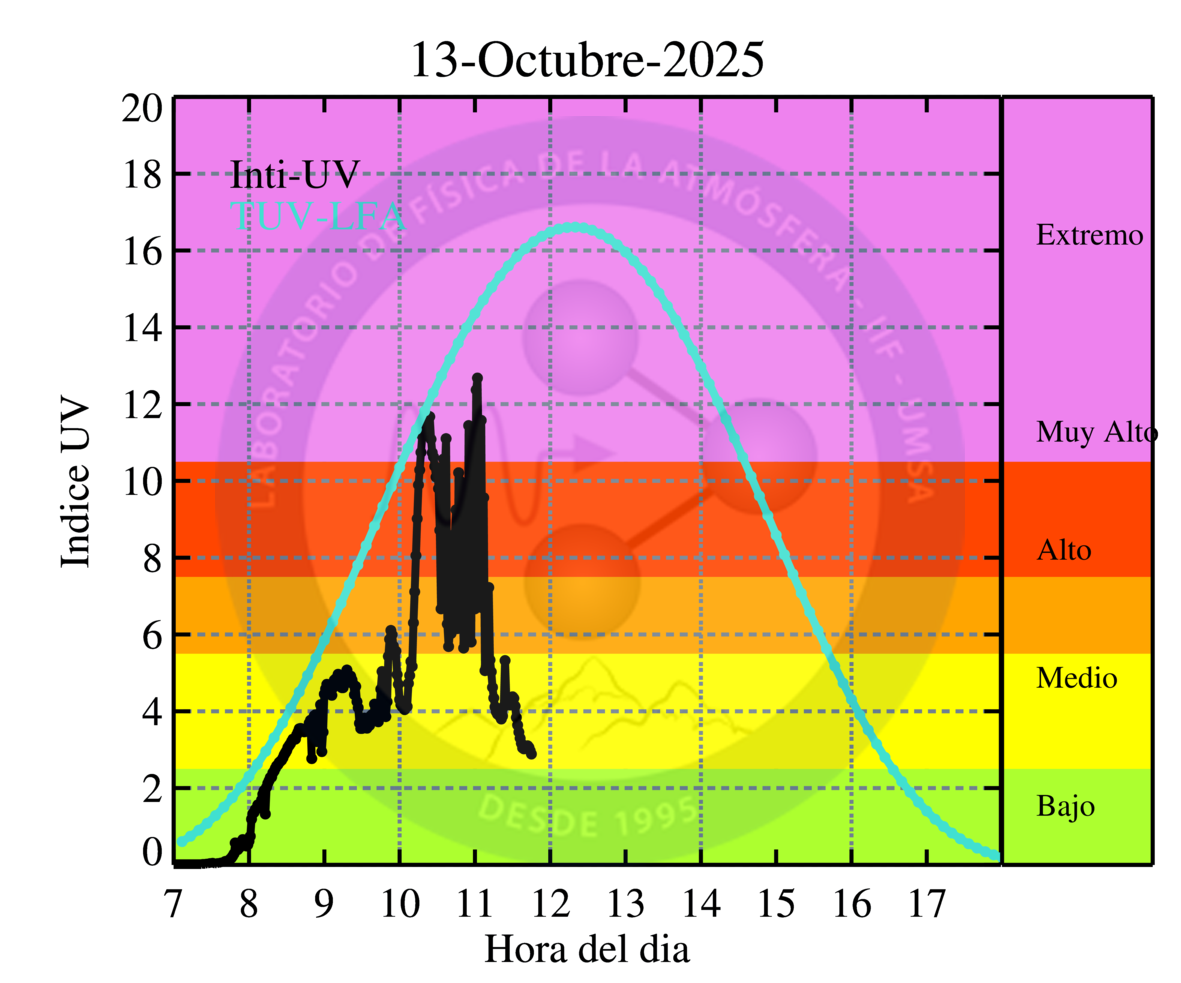 13-Octubre-2025
Inti-UV
TUV-LFA
LABORATORIO DE FÍSICA DE LA ATMÓSFERA - IIF - UMSA
DESDE 1995
Indice UV
20
18
16
14
12
10
8
6
4
2
0
Extremo
Muy Alto
Alto
Medio
Bajo
7 8 9 10 11 12 13 14 15 16 17
Hora del dia